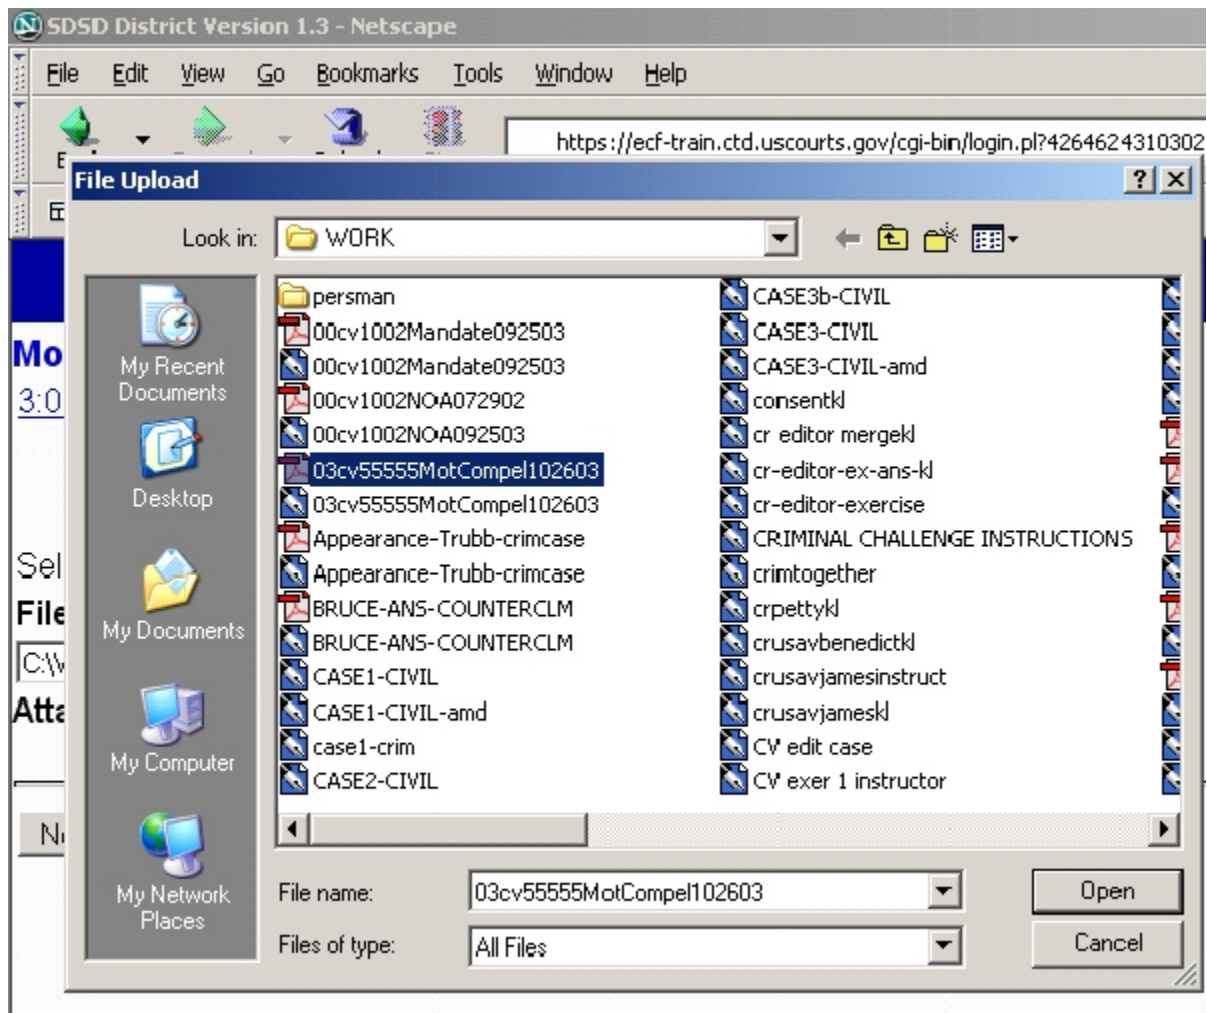 SDSD District Version 1.3 - Netscape
File Edit View Go Bookmarks Tools Window Help
https://ecf-train.ctd.uscourts.gov/cgi-bin/login.pl?4264624310302
File Upload
Look in: WORK
Mo
3:0
Sel
File
C:\
Atta
My Recent
Documents
Desktop
My Documents
My Computer
My Network
Places
persman
00cv1002Mandate092503
00cv1002Mandate092503
00cv1002NOA072902
00cv1002NOA092503
03cv55555MotCompel102603
03cv55555MotCompel102603
Appearance-Trubb-crimcase
Appearance-Trubb-crimcase
BRUCE-ANS-COUNTERCLM
BRUCE-ANS-COUNTERCLM
CASE1-CIVIL
CASE1-CIVIL-amd
case1-crim
CASE2-CIVIL
CASE3b-CIVIL
CASE3-CIVIL
CASE3-CIVIL-amd
consentkl
cr editor mergekl
cr-editor-ex-ans-kl
cr-editor-exercise
CRIMINAL CHALLENGE INSTRUCTIONS
crimtogether
crpettykl
crusavbenedictkl
crusavjamesinstruct
crusavjameskl
CV edit case
CV exer 1 instructor
File name: 03cv55555MotCompel102603 Open
Files of type: All Files Cancel